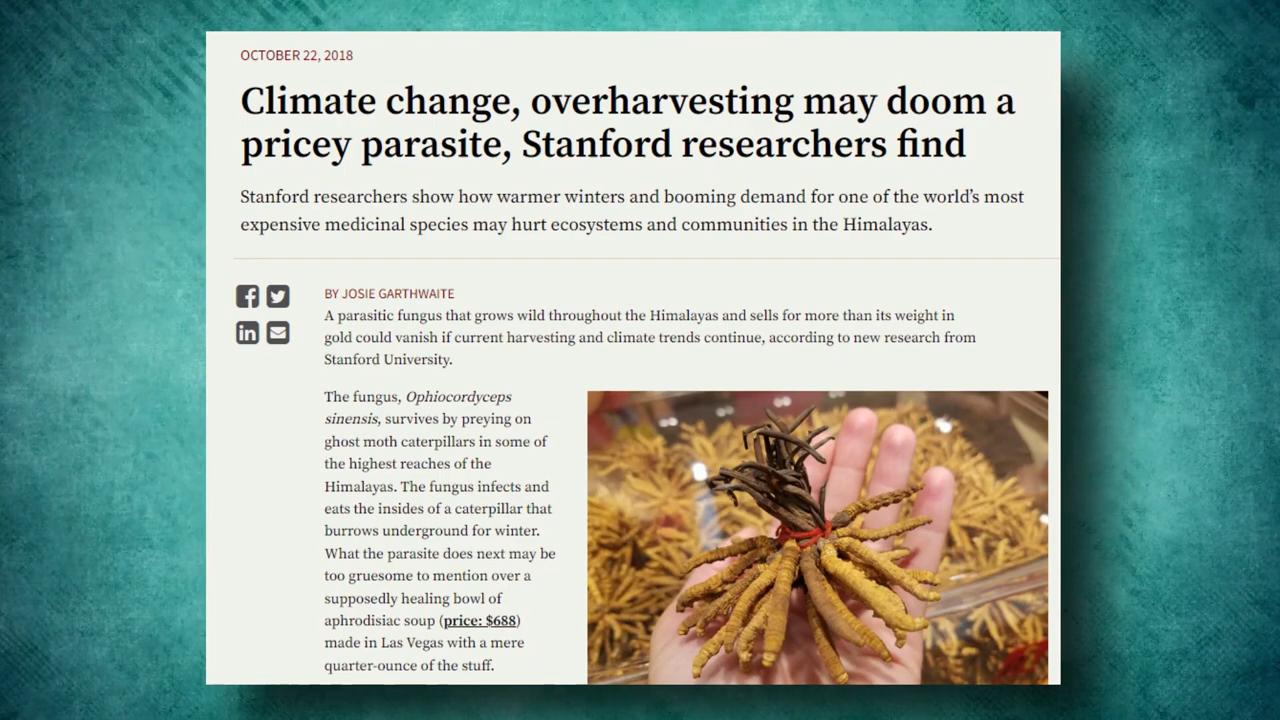 OCTOBER 22, 2018
Climate change, overharvesting may doom a
pricey parasite, Stanford researchers find
Stanford researchers show how warmer winters and booming demand for one of the world’s most
expensive medicinal species may hurt ecosystems and communities in the Himalayas.
BY JOSIE GARTHWAITE
A parasitic fungus that grows wild throughout the Himalayas and sells for more than its weight in
gold could vanish if current harvesting and climate trends continue, according to new research from
Stanford University.
The fungus, Ophiocordyceps
sinensis, survives by preying on
ghost moth caterpillars in some of
the highest reaches of the
Himalayas. The fungus infects and
eats the insides of a caterpillar that
burrows underground for winter.
What the parasite does next may be
too gruesome to mention over a
supposedly healing bowl of
aphrodisiac soup (price: $688)
made in Las Vegas with a mere
quarter-ounce of the stuff.